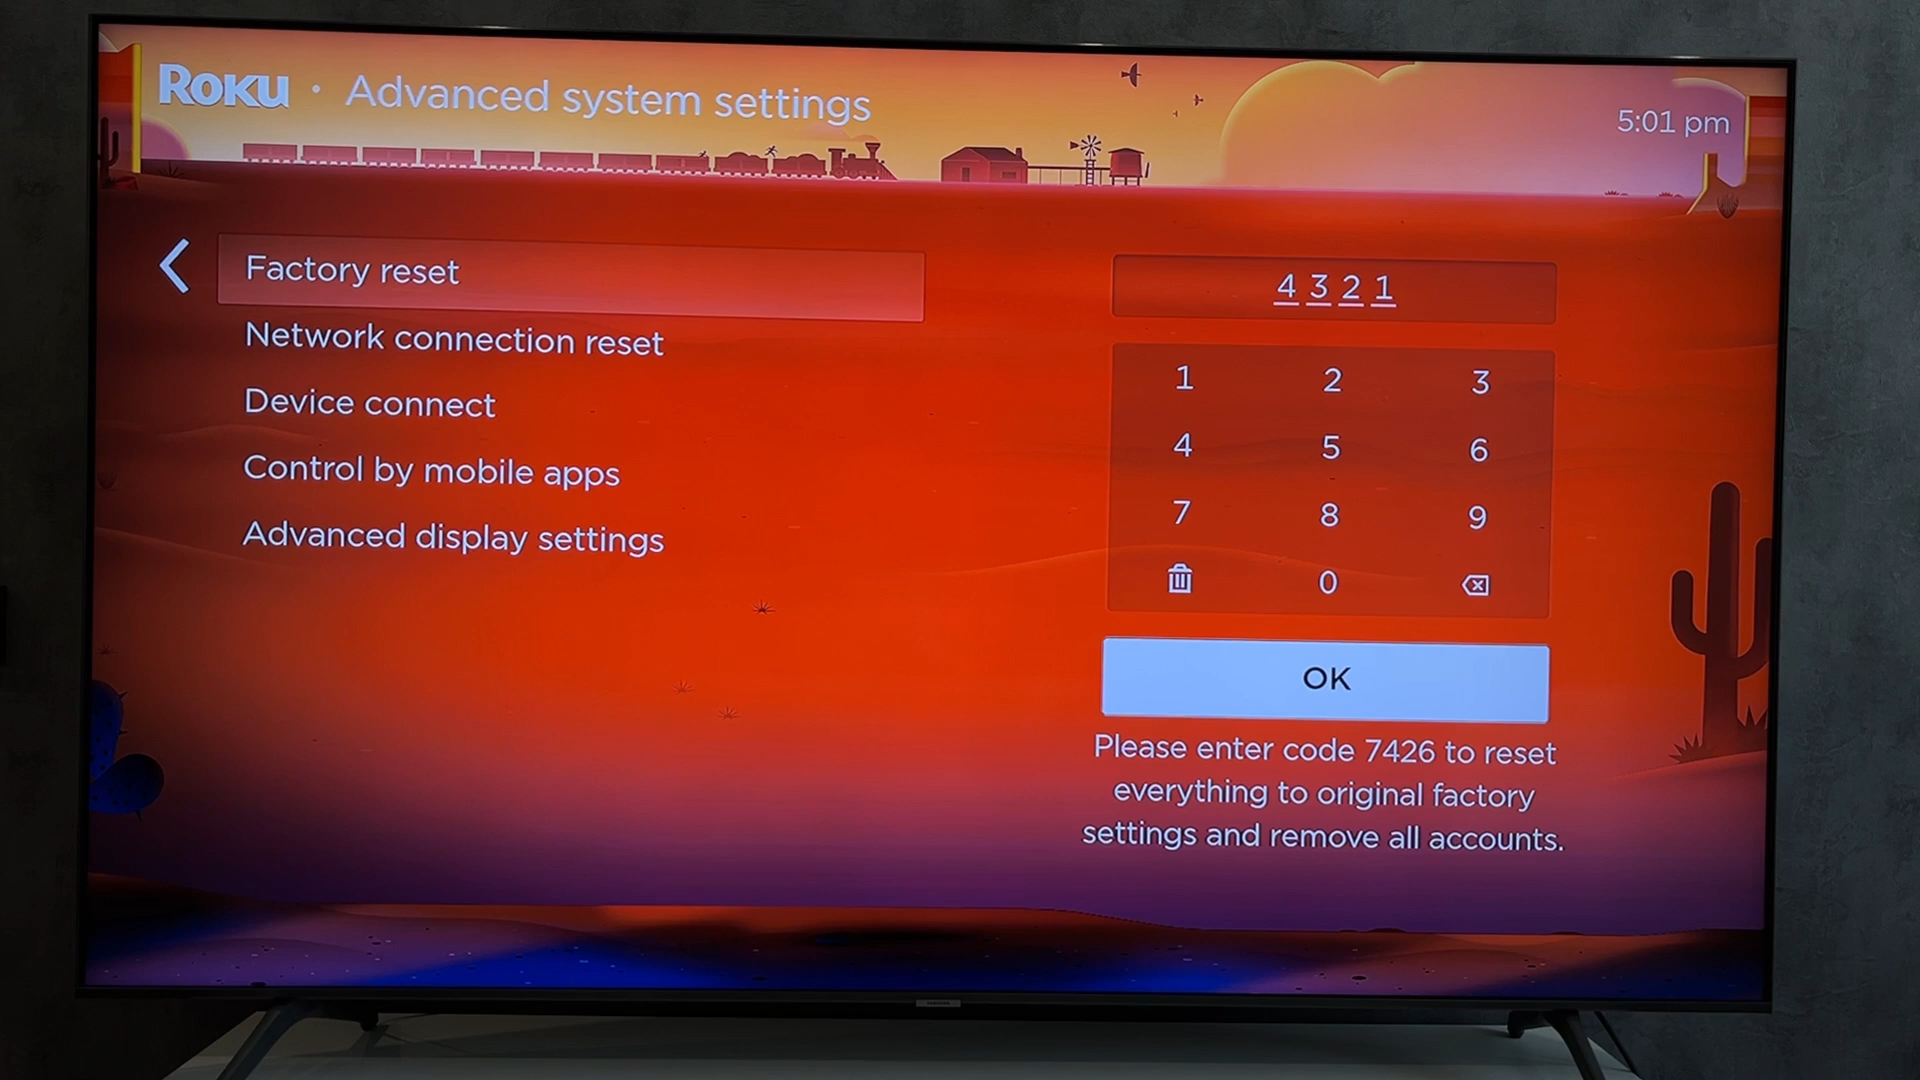 Roku • Advanced system settings
5:01 pm
Factory reset
Network connection reset
Device connect
Control by mobile apps
Advanced display settings
4 3 2 1
1 2 3
4 5 6
7 8 9
0
OK
Please enter code 7426 to reset
everything to original factory
settings and remove all accounts.